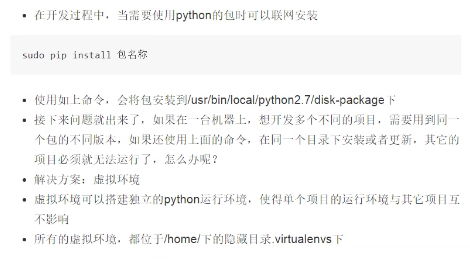 在开发过程中，当需要使用python的包时可以联网安装
sudo pip install 包名称
使用如上命令，会将包安装到/usr/bin/local/python2.7/disk-package下
接下来问题就出来了，如果在一台机器上，想开发多个不同的项目，需要用到同一
个包的不同版本，如果还使用上面的命令，在同一个目录下安装或者更新，其它的
项目必须就无法运行了，怎么办呢？
解决方案：虚拟环境
虚拟环境可以搭建独立的python运行环境，使得单个项目的运行环境与其它项目互
不影响
所有的虚拟环境，都位于/home/下的隐藏目录.virtualenvs下